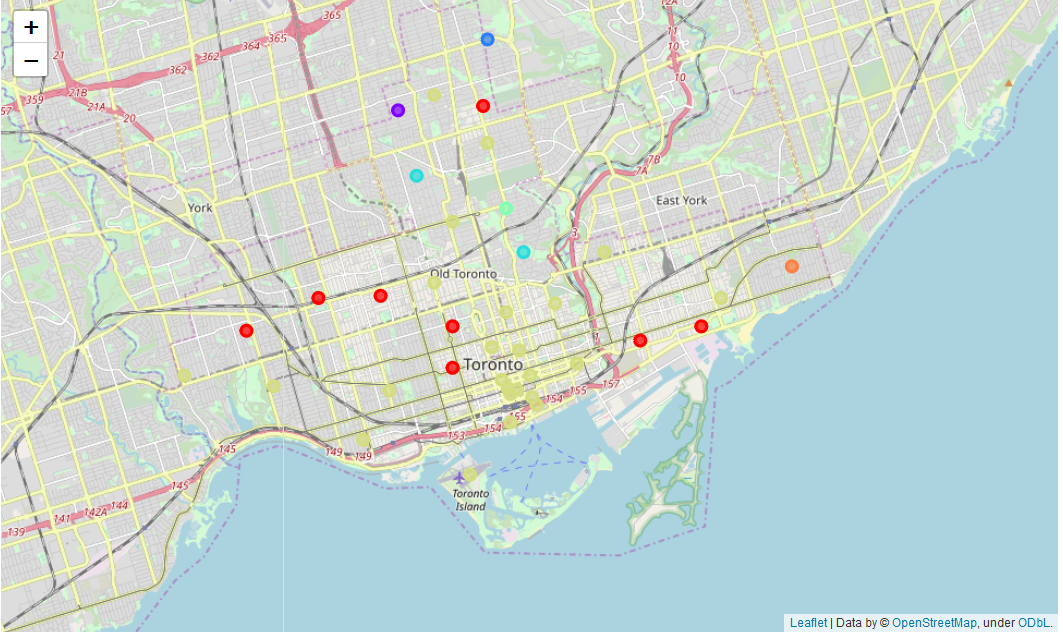 +
−
21
365
365
364
362
362
12A
11
10
10
359
57
21B
21A
20
7B
7A
York
East York
3
Old Toronto
Toronto
1
157
155
154
155
154
153
149
149
145
145
144
142A
141
139
Toronto
Island
Leaflet | Data by © OpenStreetMap, under ODbL.